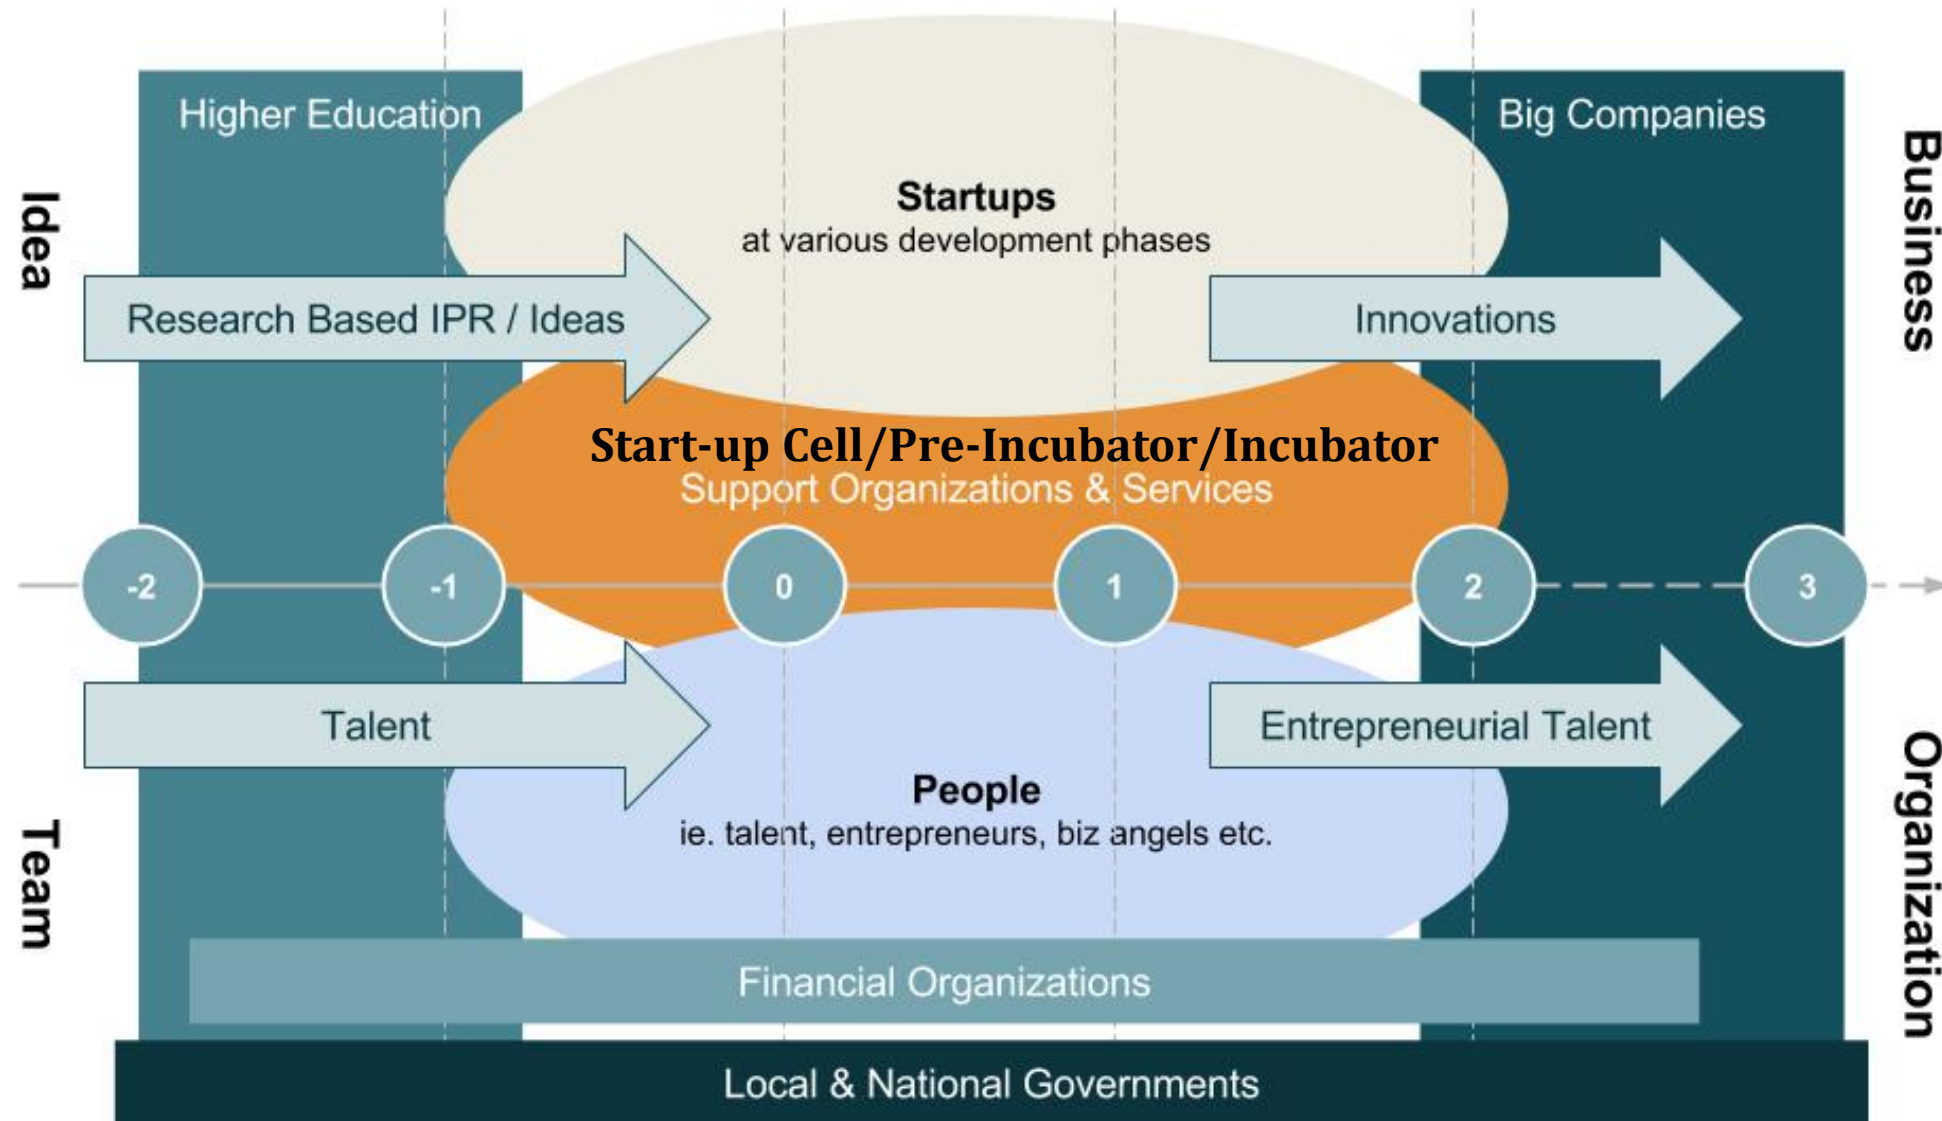 Higher Education
Big Companies
Idea
Business
Startups
at various development phases
Research Based IPR / Ideas
Innovations
Start-up Cell/Pre-Incubator/Incubator
Support Organizations & Services
-2
-1
0
1
2
3
Talent
Entrepreneurial Talent
People
ie. talent, entrepreneurs, biz angels etc.
Team
Organization
Financial Organizations
Local & National Governments